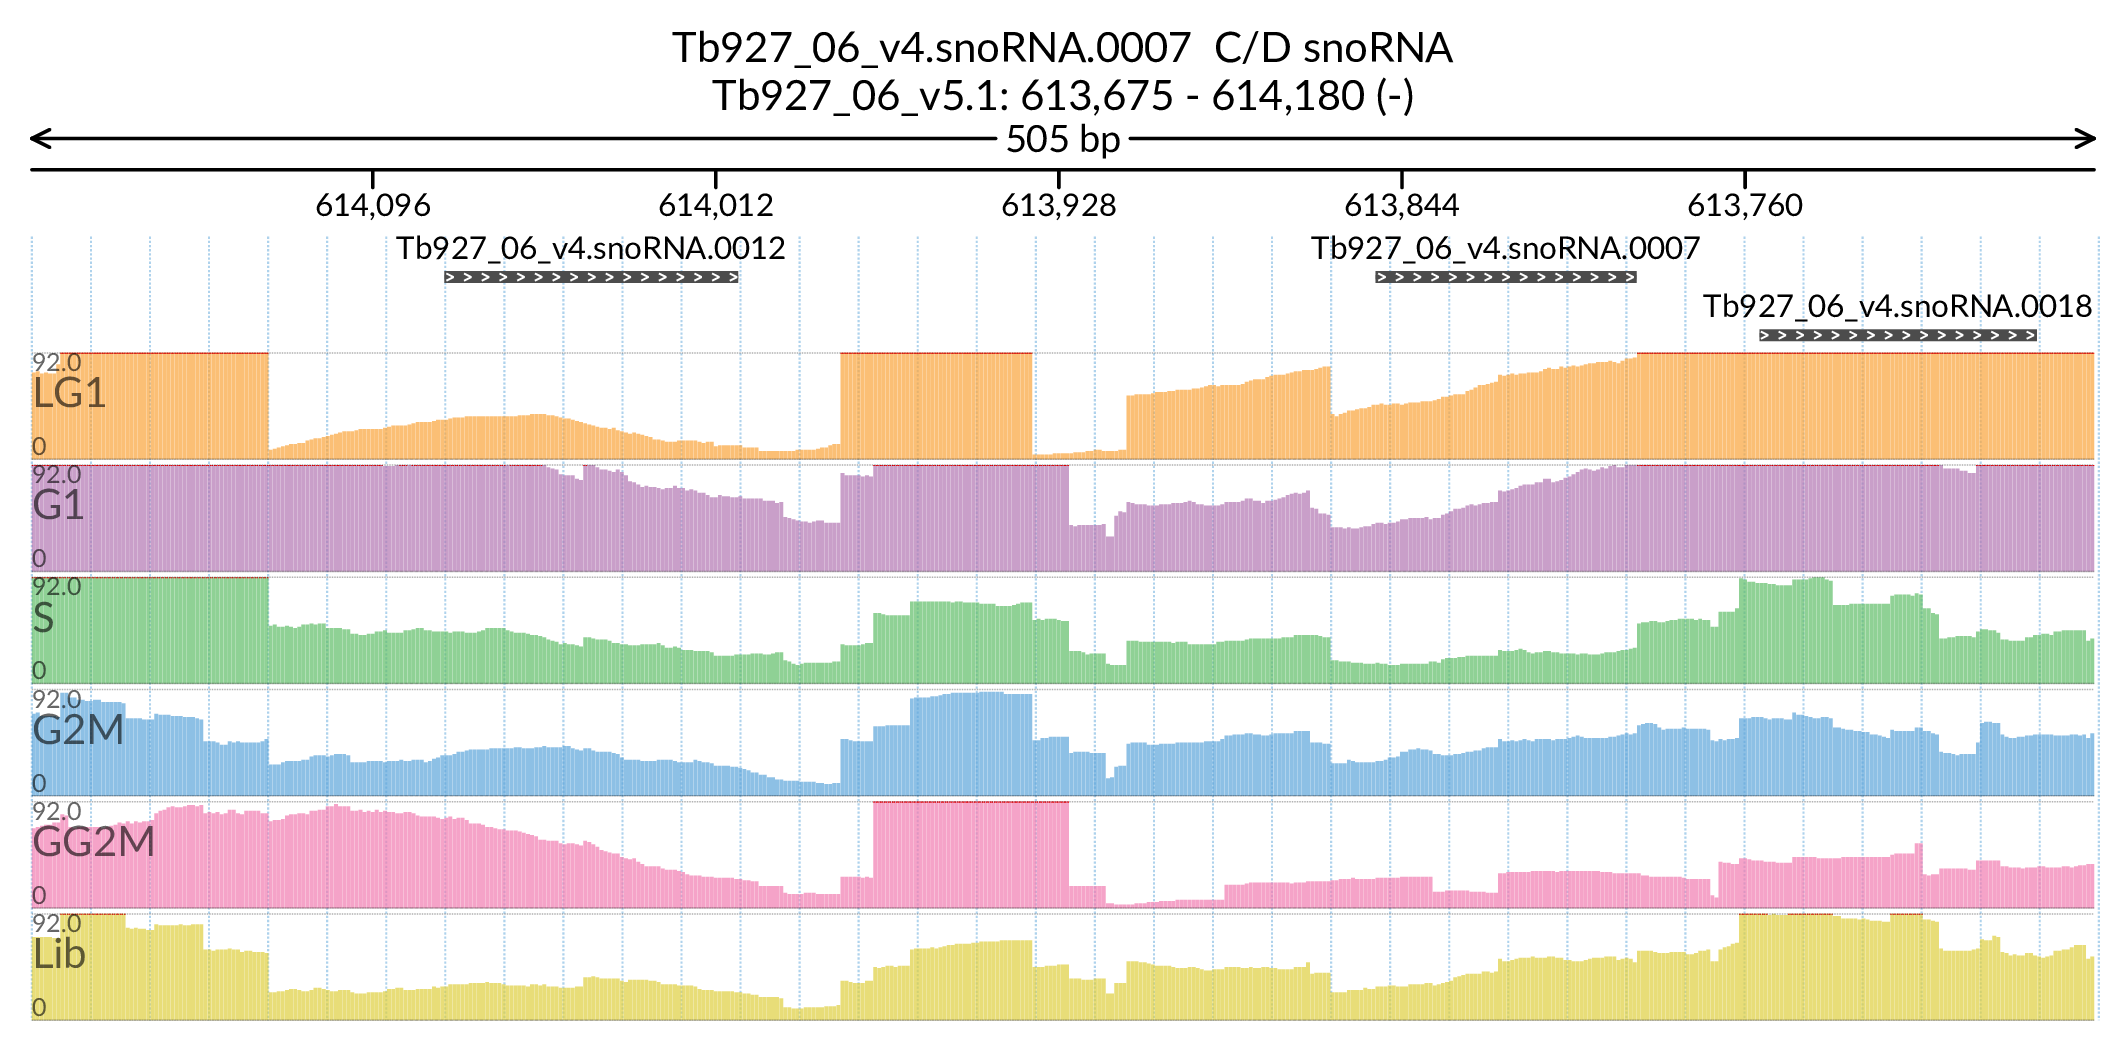 Tb927_06_v4.snoRNA.0007 C/D snoRNA
Tb927_06_v5.1: 613,675 - 614,180 (-)
505 bp
614,096 614,012 613,928 613,844 613,760
Tb927_06_v4.snoRNA.0012 Tb927_06_v4.snoRNA.0007
Tb927_06_v4.snoRNA.0018
92.0
LG1
0
92.0
G1
0
92.0
S
0
92.0
G2M
0
92.0
GG2M
0
92.0
Lib
0